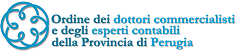 Ordine dei dottori commercialisti
e degli esperti contabili
della Provincia di Perugia